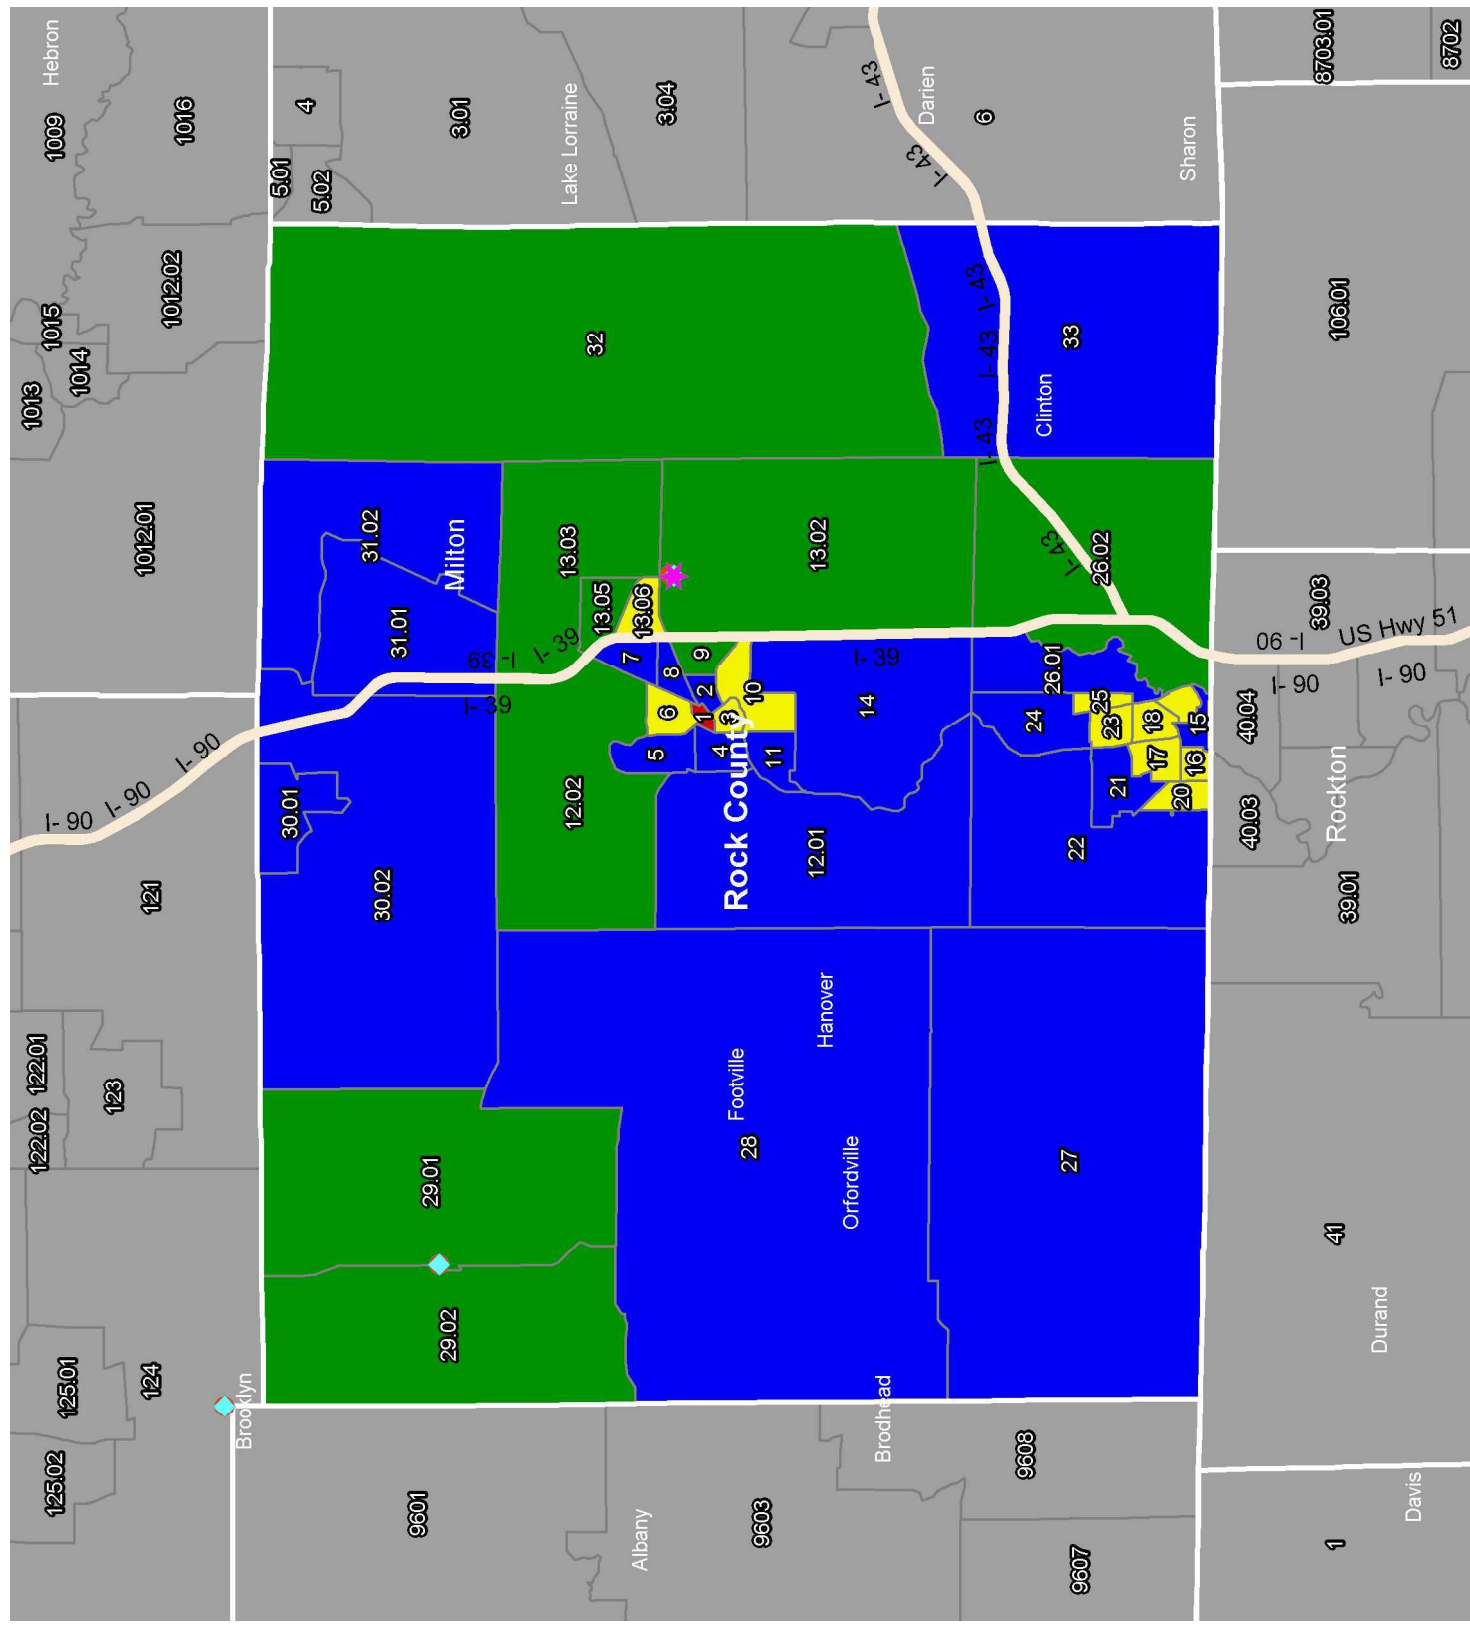 1013
Hebron
1009
1015
122.02
122.01
125.02
125.01
1014
I- 90
123
I- 90
124
121
1012.01
1012.02
1016
I- 90
Brooklyn
30.01
5.01
4
5.02
31.02
30.02
31.01
9601
29.01
29.02
Milton
3.01
I- 39
I- 39
I- 39
13.03
Lake Lorraine
12.02
32
13.05
7
Albany
13.06
5
6
8
3.04
9
1
2
3
4
Footville
Rock County
28
10
9603
11
12.01
13.02
Hanover
Orfordville
14
I- 39
Brodhead
I- 43
I- 43
Darien
I- 43
I- 43
I- 43
6
9608
24
Clinton
26.01
I- 43
27
33
22
9607
25
26.02
23
21
18
17
20
16
15
Sharon
40.03
40.04
I- 90
I- 90
39.03
8703.01
Rockton
41
1
106.01
39.01
US Hwy 51
Durand
I- 90
Davis
8702